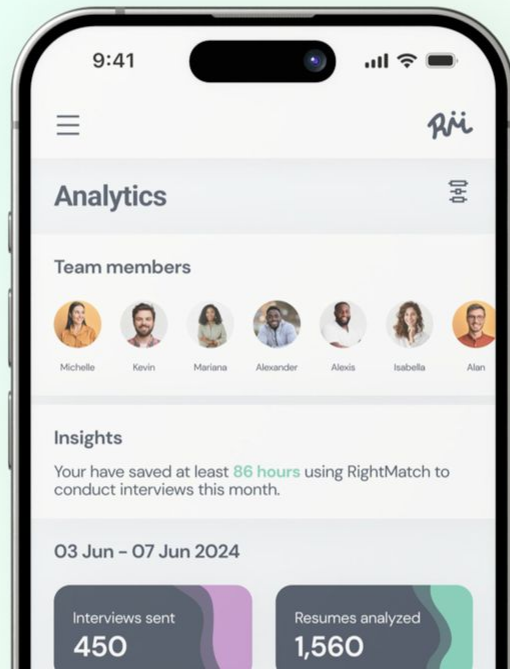 9:41
RM
Analytics
Team members
Michelle Kevin Mariana Alexander Alexis Isabella Alan
Insights
Your have saved at least 86 hours using RightMatch to
conduct interviews this month.
03 Jun - 07 Jun 2024
Interviews sent Resumes analyzed
450 1,560